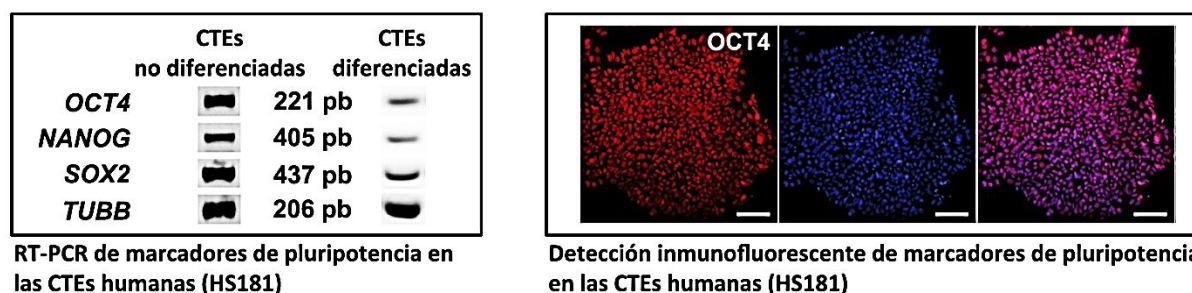 CTEs CTEs
no diferenciadas diferenciadas
OCT4 221 pb
NANOG 405 pb
SOX2 437 pb
TUBB 206 pb
RT-PCR de marcadores de pluripotencia en
las CTEs humanas (HS181)
OCT4
Detección inmunofluorescente de marcadores de pluripotencia
en las CTEs humanas (HS181)